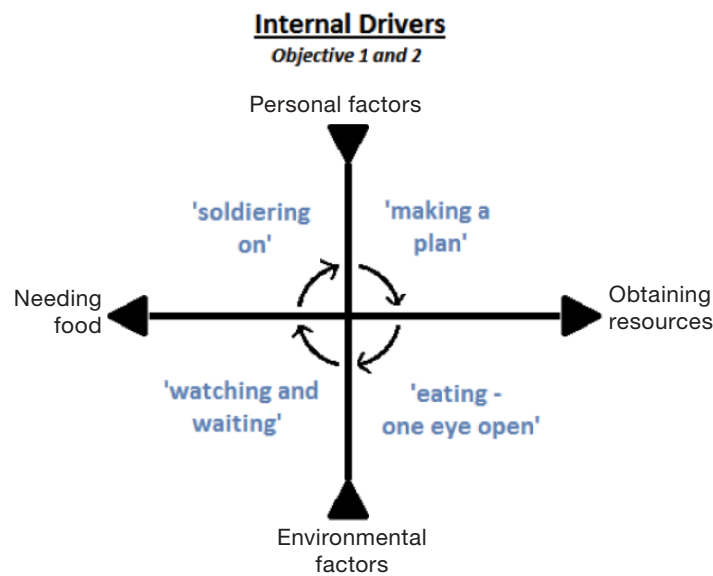 Internal Drivers
Objective 1 and 2
Personal factors
'soldiering
on'
'making a
plan'
Needing
food
Obtaining
resources
'watching and
waiting'
'eating -
one eye open'
Environmental
factors